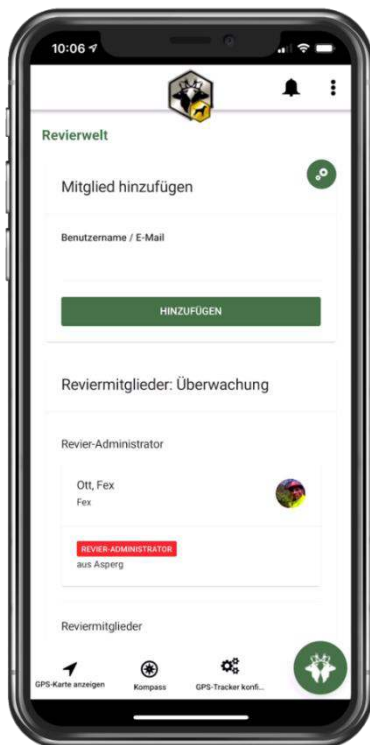 10:06
Revierwelt
Mitglied hinzufügen
Benutzername / E-Mail
HINZUFÜGEN
Reviermitglieder: Überwachung
Revier-Administrator
Ott, Fex
Fex
REVIER-ADMINISTRATOR
aus Asperg
Reviermitglieder
GPS-Karte anzeigen
Kompass
GPS-Tracker konfi...